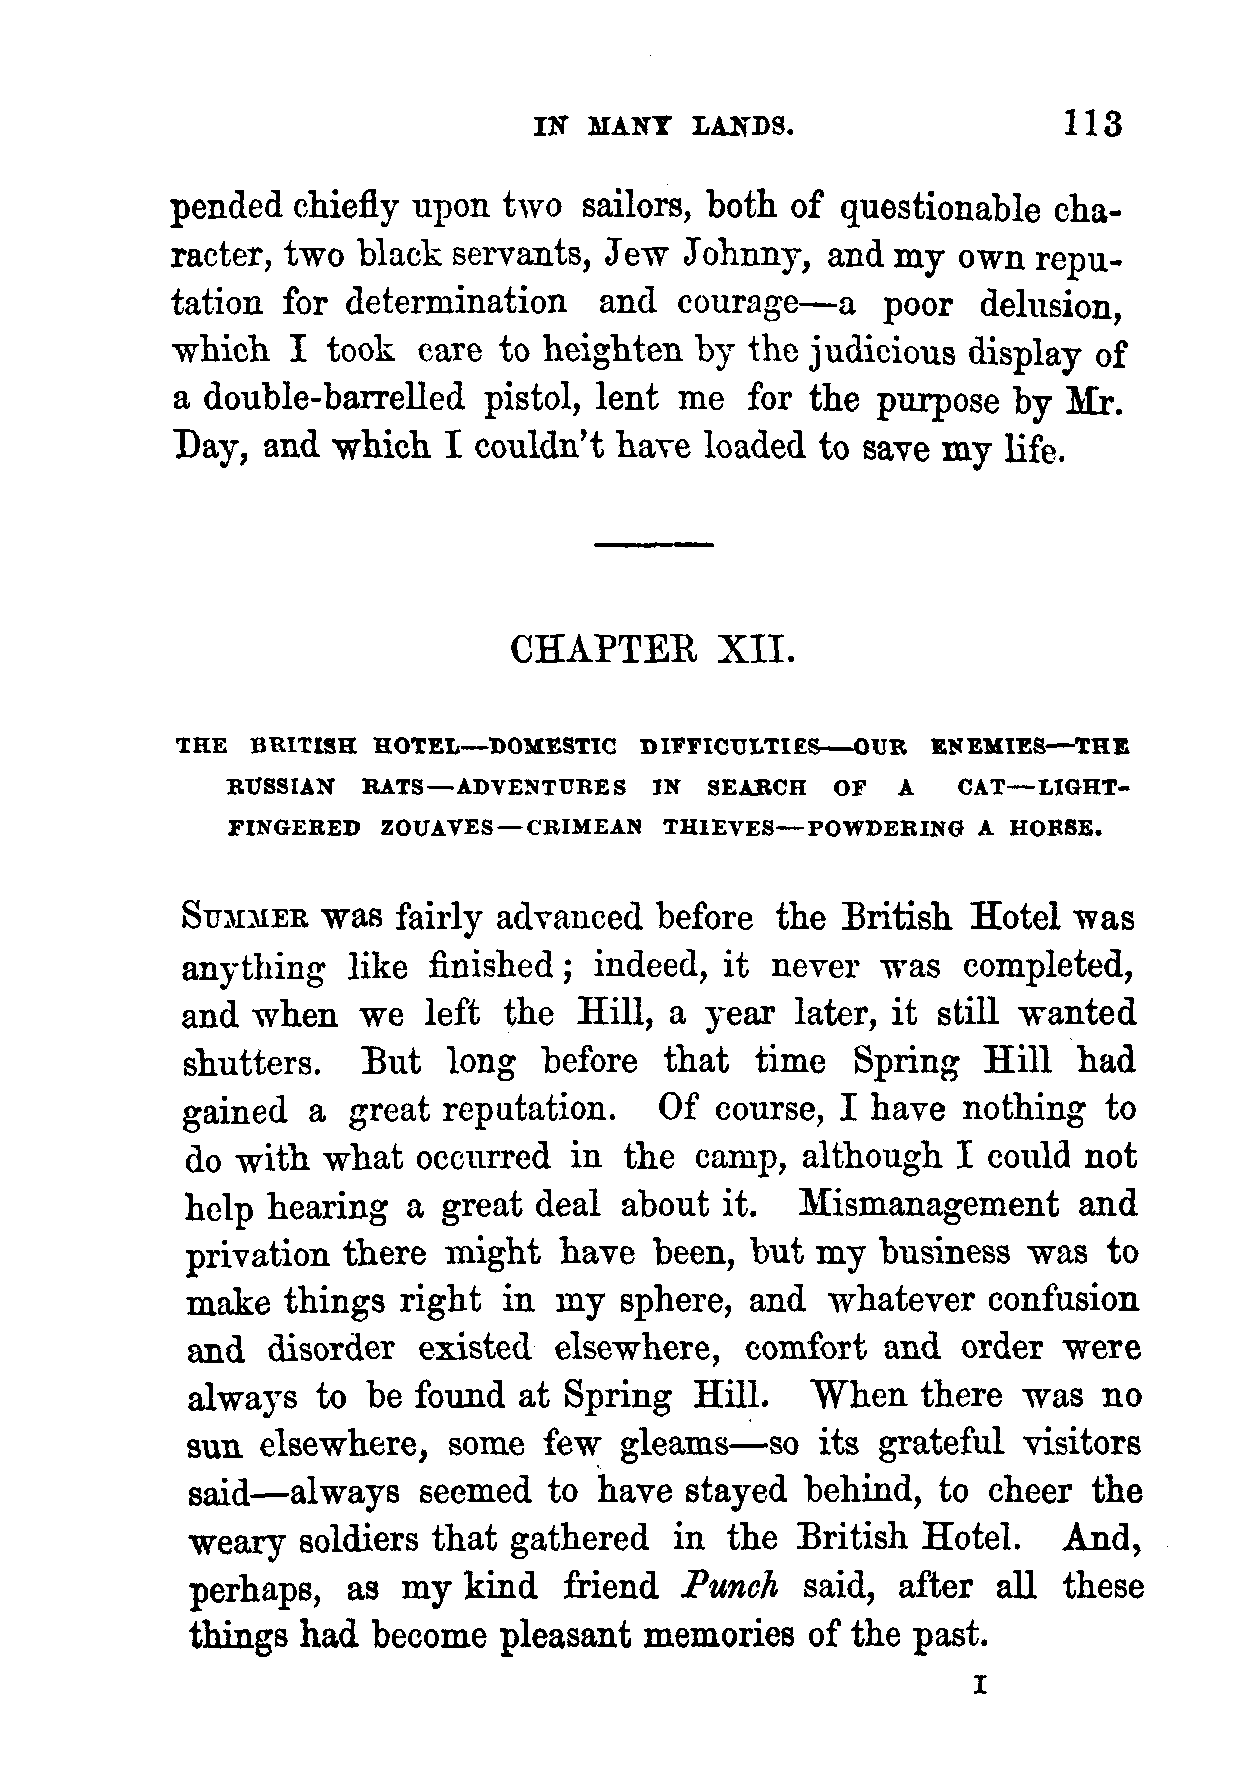 IN MANY LANDS. 113
pended chiefly upon two sailors, both of questionable cha-
racter, two black servants, Jew Johnny, and my own repu-
tation for determination and courage—a poor delusion,
which I took care to heighten by the judicious display of
a double-barrelled pistol, lent me for the purpose by Mr.
Day, and which I couldn't have loaded to save my life.
CHAPTER XII.
THE BRITISH HOTEL—DOMESTIC DIFFICULTIES—OUR ENEMIES—THE
RUSSIAN RATS—ADVENTURES IN SEARCH OF A CAT—LIGHT-
FINGERED ZOUAVES—CRIMEAN THIEVES—POWDERING A HORSE.
SUMMER was fairly advanced before the British Hotel was
anything like finished; indeed, it never was completed,
and when we left the Hill, a year later, it still wanted
shutters. But long before that time Spring Hill had
gained a great reputation. Of course, I have nothing to
do with what occurred in the camp, although I could not
help hearing a great deal about it. Mismanagement and
privation there might have been, but my business was to
make things right in my sphere, and whatever confusion
and disorder existed elsewhere, comfort and order were
always to be found at Spring Hill. When there was no
sun elsewhere, some few gleams—so its grateful visitors
said—always seemed to have stayed behind, to cheer the
weary soldiers that gathered in the British Hotel. And,
perhaps, as my kind friend Punch said, after all these
things had become pleasant memories of the past.
I